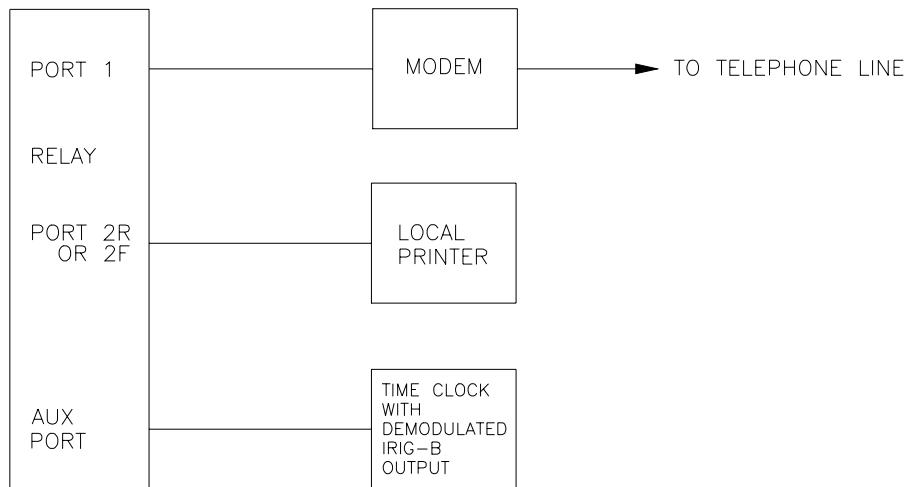 PORT 1
MODEM
TO TELEPHONE LINE
RELAY
PORT 2R
OR 2F
LOCAL
PRINTER
AUX
PORT
TIME CLOCK
WITH
DEMODULATED
IRIG-B
OUTPUT